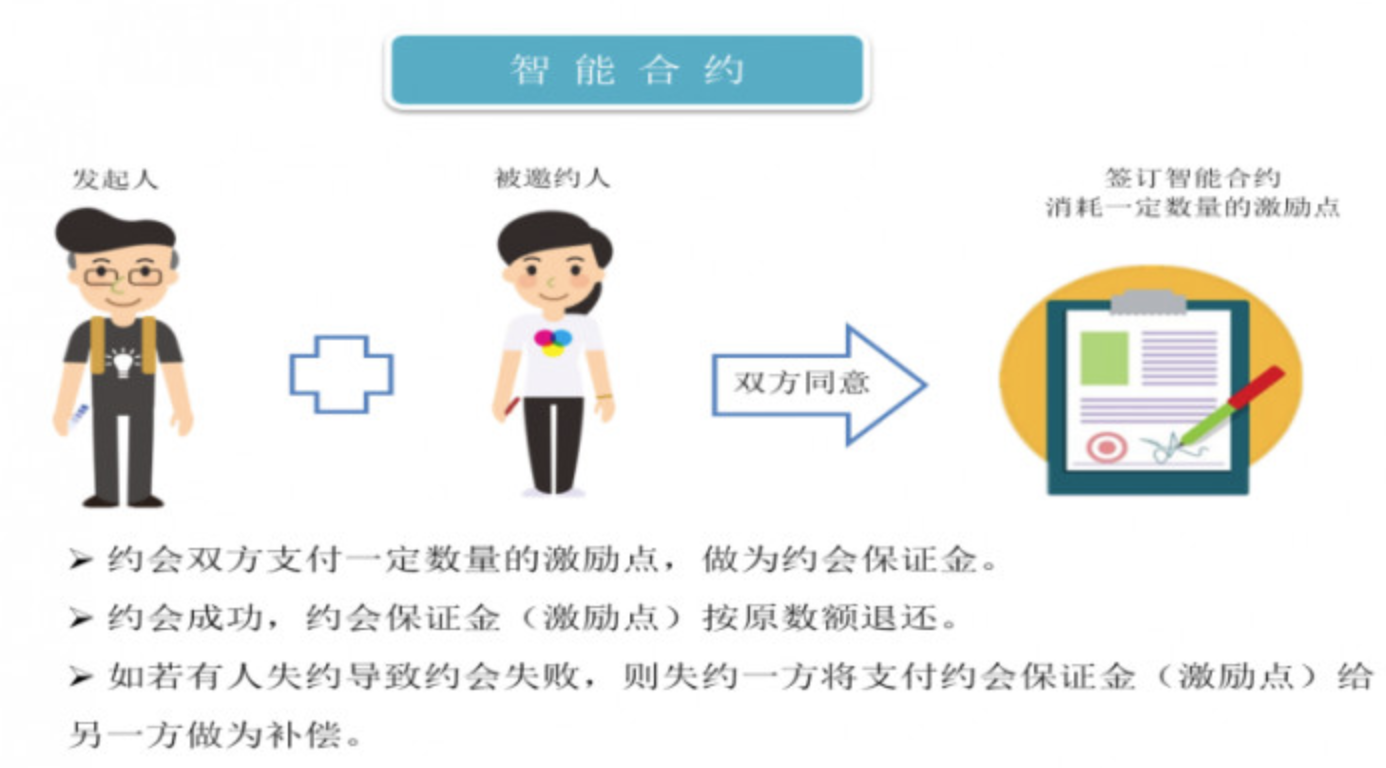 智能合约
发起人
被邀约人
签订智能合约
消耗一定数量的激励点
双方同意
➢ 约会双方支付一定数量的激励点，做为约会保证金。
➢ 约会成功，约会保证金（激励点）按原数额退还。
➢ 如若有人失约导致约会失败，则失约一方将支付约会保证金（激励点）给
另一方做为补偿。